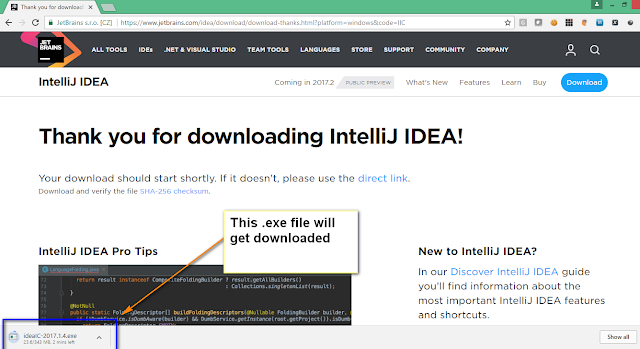 Thank you for downloadin
JetBrains s.r.o. [CZ] https://www.jetbrains.com/idea/download/download-thanks.html?platform=windows&code=IIC
JET
BRAINS
ALL TOOLS IDEs .NET & VISUAL STUDIO TEAM TOOLS LANGUAGES STORE SUPPORT COMMUNITY COMPANY
IntelliJ IDEA Coming in 2017.2 PUBLIC PREVIEW What's New Features Learn Buy Download
Thank you for downloading IntelliJ IDEA!
Your download should start shortly. If it doesn't, please use the direct link.
Download and verify the file SHA-256 checksum.
This .exe file will
get downloaded
IntelliJ IDEA Pro Tips
New to IntelliJ IDEA?
LanguageFolding.java
return result instanceof CompositeFoldingBuilder ? result.getAllBuilders()
: Collections.singletonList(result);
}
@NotNull
public static FoldingDescriptor[] buildFoldingDescriptors(@Nullable FoldingBuilder builder,
In our Discover IntelliJ IDEA guide
you'll find information about the
most important IntelliJ IDEA features
and shortcuts.
ideaIC-2017.1.4.exe
23.8/343 MB, 2 mins left
Show all